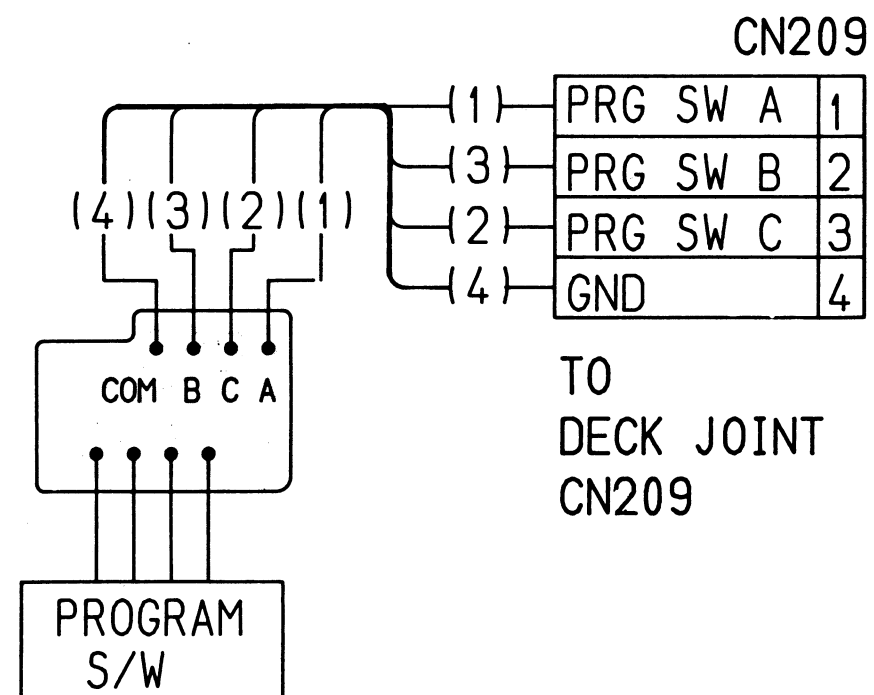 CN209
(1) PRG SW A 1
(3) PRG SW B 2
(2) PRG SW C 3
(4) GND 4
(4) (3) (2) (1)
COM B C A
TO
DECK JOINT
CN209
PROGRAM
S/W